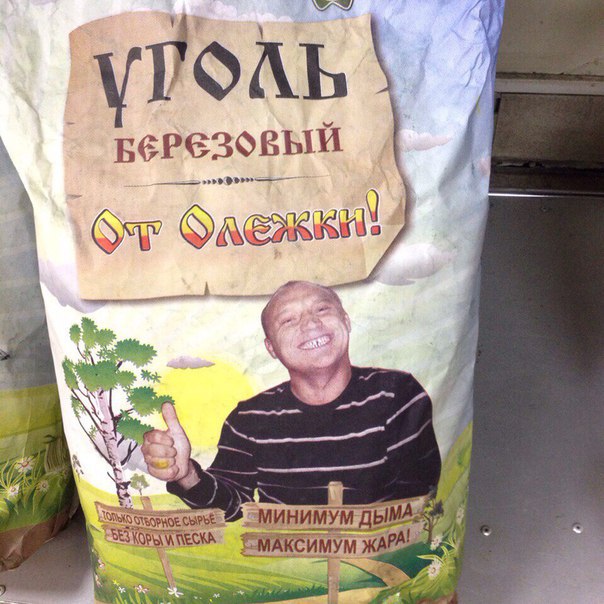 УГОЛЬ
БЕРЕЗОВЫЙ
От Олежки!
ТОЛЬКО ОТБОРНОЕ СЫРЬЕ
БЕЗ КОРЫ И ПЕСКА
МИНИМУМ ДЫМА
МАКСИМУМ ЖАРА!